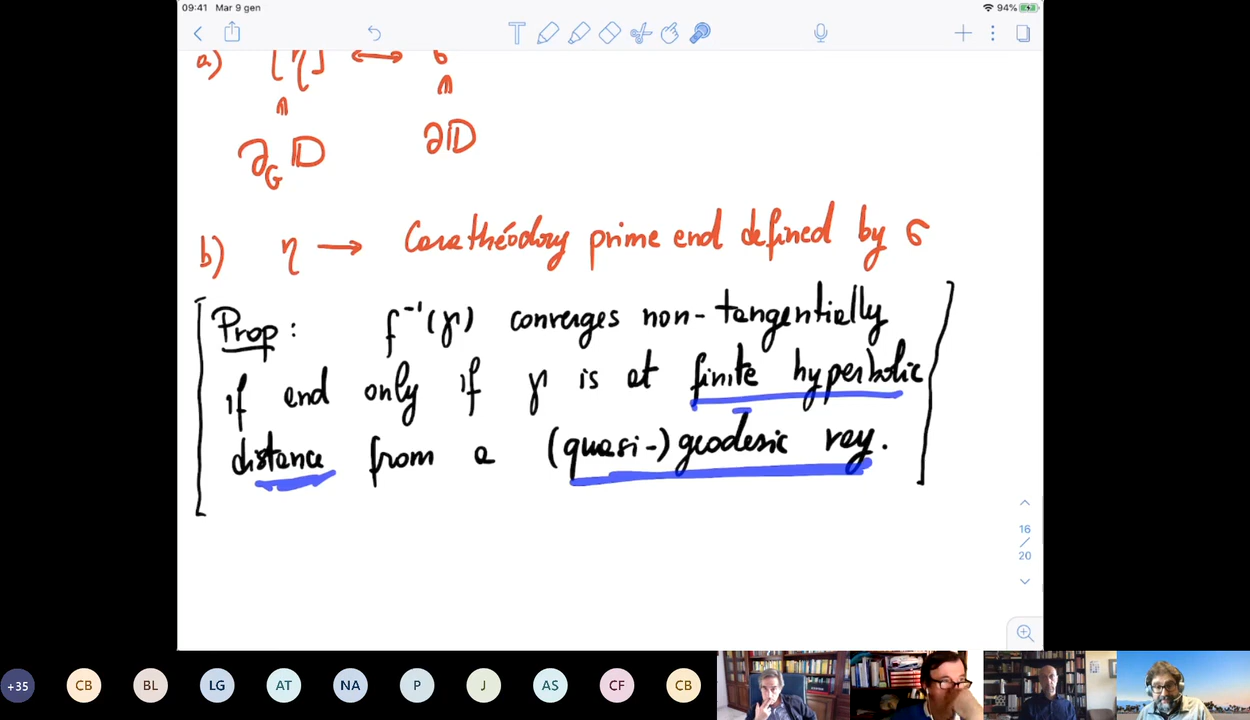 09:41 Mar 9 gen 94%
a) [η] ↔ σ
∂_G 𝔻 ∂𝔻
b) η → Carathéodory prime end defined by σ
Prop: f⁻¹(γ) converges non-tangentially
if end only if γ is at finite hyperbolic
distance from a (quasi-)geodesic ray.
16
/
20
+35 CB BL LG AT NA P J AS CF CB